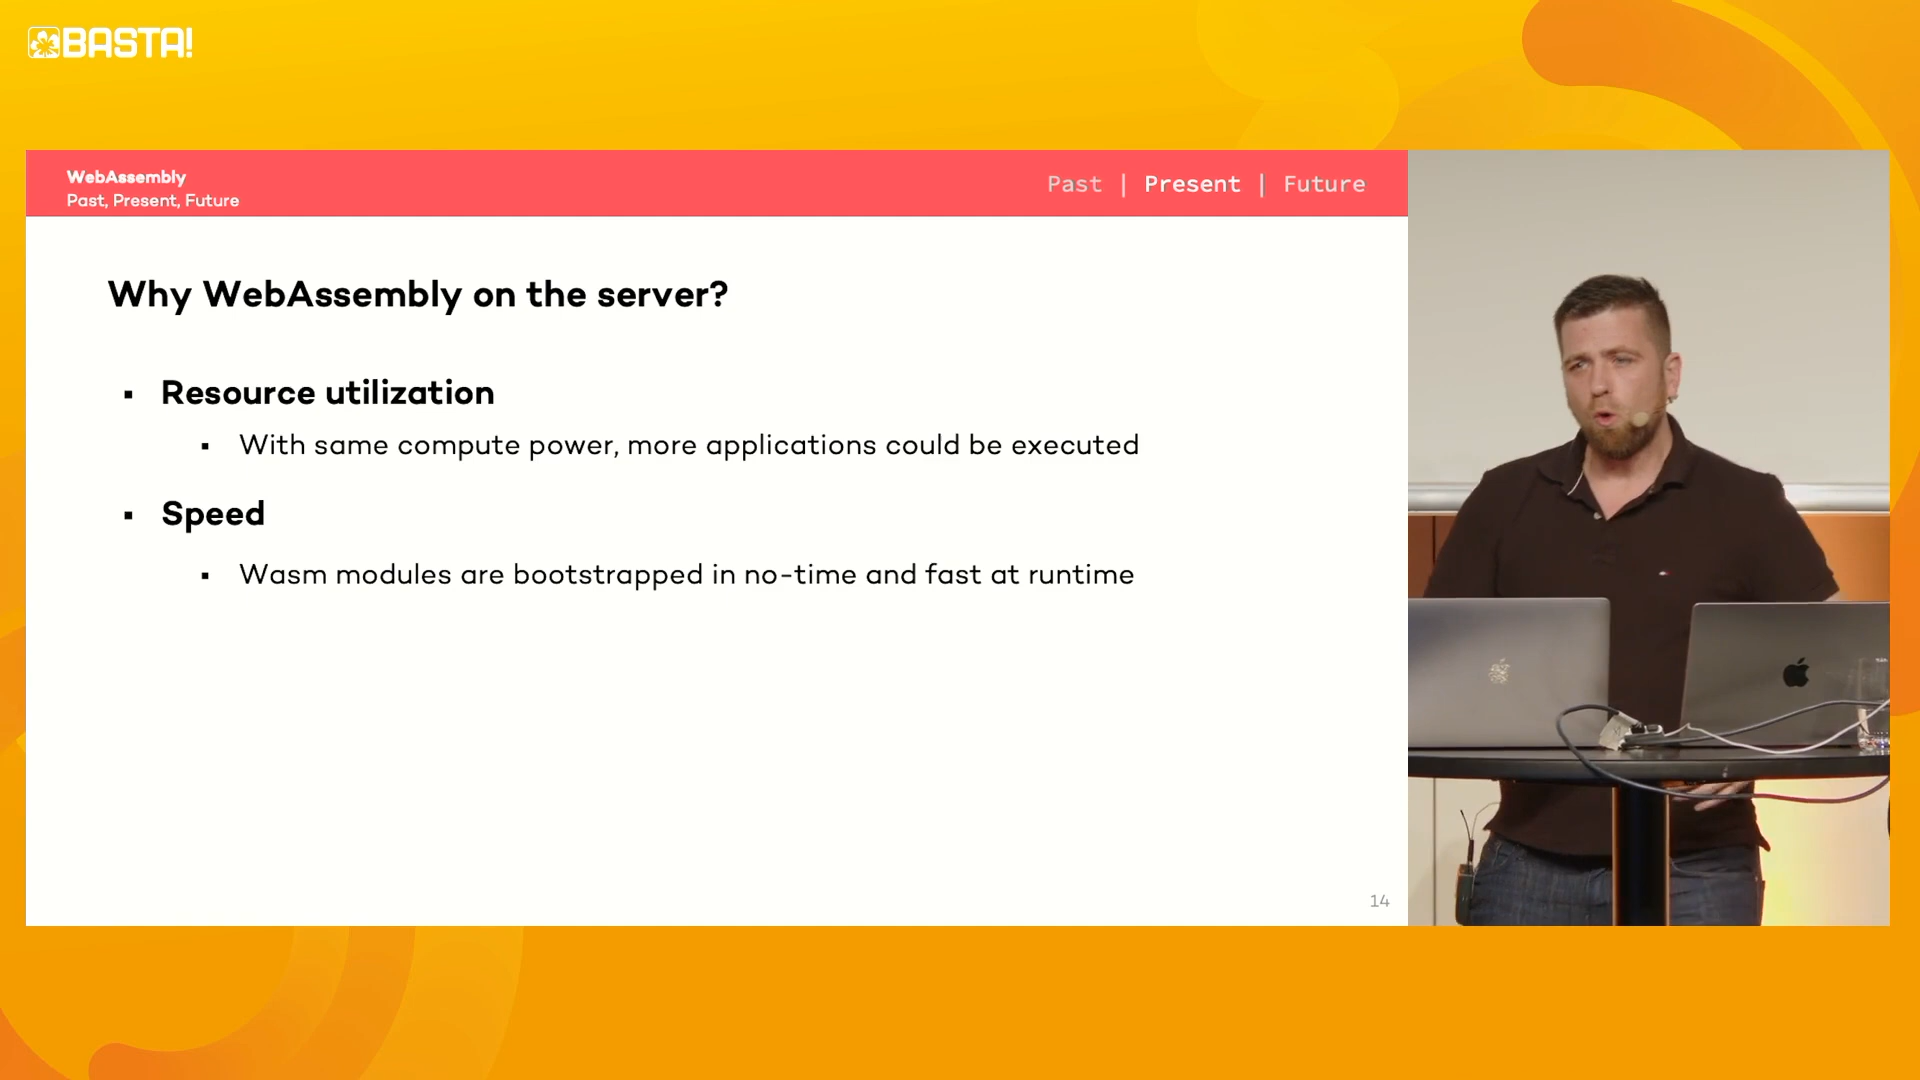 BASTA!
WebAssembly
Past, Present, Future
Past | Present | Future
Why WebAssembly on the server?
▪ Resource utilization
▪ With same compute power, more applications could be executed
▪ Speed
▪ Wasm modules are bootstrapped in no-time and fast at runtime
14